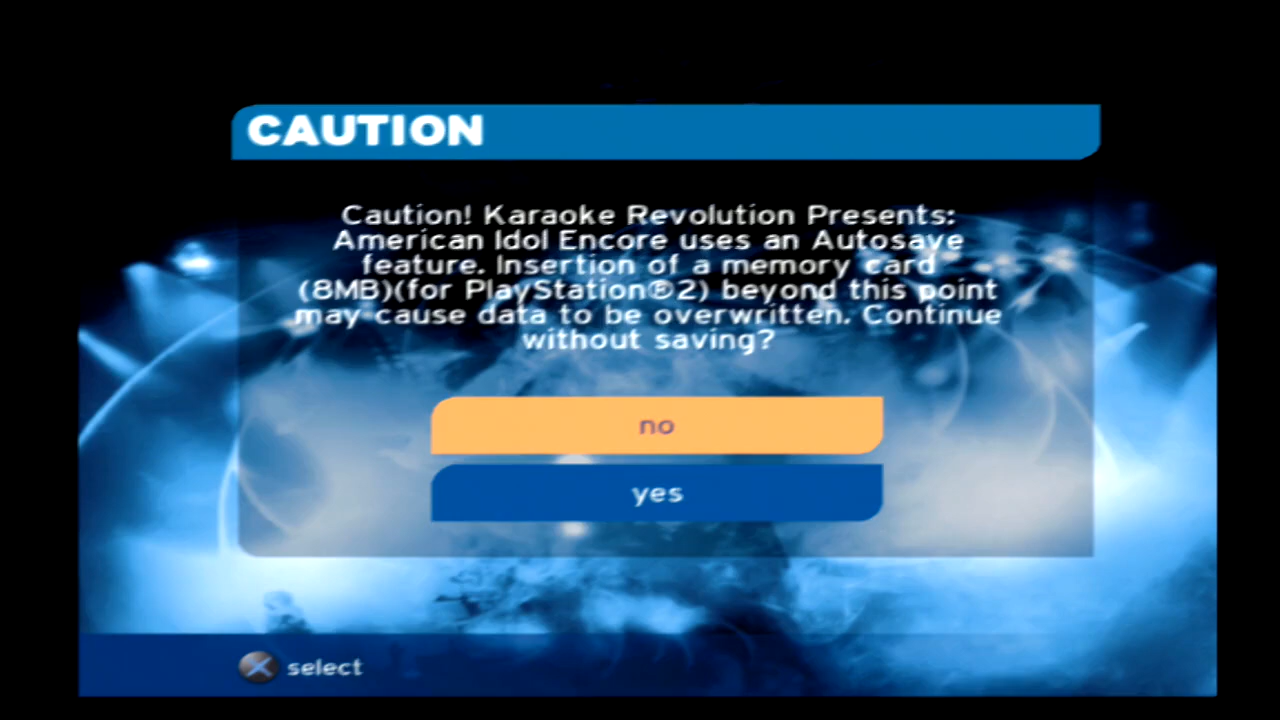 CAUTION
Caution! Karaoke Revolution Presents:
American Idol Encore uses an Autosave
feature. Insertion of a memory card
(8MB)(for PlayStation®2) beyond this point
may cause data to be overwritten. Continue
without saving?
no
yes
select